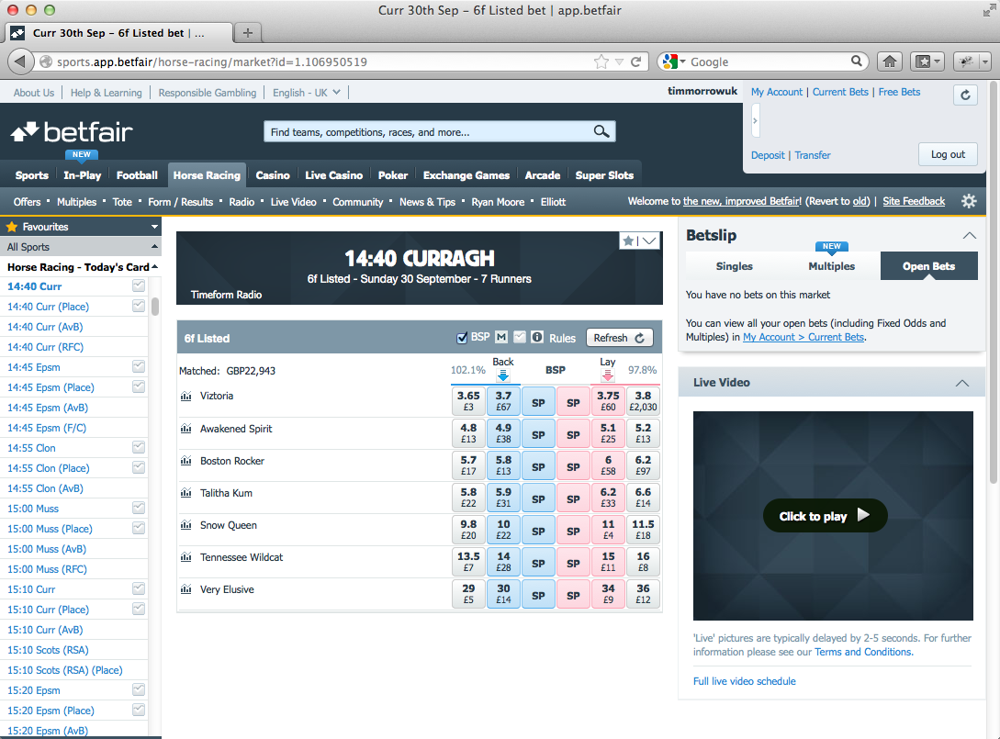 Curr 30th Sep – 6f Listed bet | app.betfair
Curr 30th Sep – 6f Listed bet | ...
sports.app.betfair/horse-racing/market?id=1.106950519
Google
About Us | Help & Learning | Responsible Gambling | English - UK
timmorrowuk
My Account | Current Bets | Free Bets
Deposit | Transfer
Log out
betfair
Find teams, competitions, races, and more...
NEW
Sports In-Play Football Horse Racing Casino Live Casino Poker Exchange Games Arcade Super Slots
Offers • Multiples • Tote • Form / Results • Radio • Live Video • Community • News & Tips • Ryan Moore • Elliott
Welcome to the new, improved Betfair! (Revert to old) | Site Feedback
Favourites
All Sports
Horse Racing - Today's Card
14:40 Curr
14:40 Curr (Place)
14:40 Curr (AvB)
14:40 Curr (RFC)
14:45 Epsm
14:45 Epsm (Place)
14:45 Epsm (AvB)
14:45 Epsm (F/C)
14:55 Clon
14:55 Clon (Place)
14:55 Clon (AvB)
15:00 Muss
15:00 Muss (Place)
15:00 Muss (AvB)
15:00 Muss (RFC)
15:10 Curr
15:10 Curr (Place)
15:10 Curr (AvB)
15:10 Scots (RSA)
15:10 Scots (RSA) (Place)
15:20 Epsm
15:20 Epsm (Place)
15:20 Epsm (AvB)
14:40 CURRAGH
6f Listed - Sunday 30 September - 7 Runners
Timeform Radio
6f Listed
BSP M Rules Refresh
Matched: GBP22,943
102.1% Back BSP Lay 97.8%
Viztoria 3.65 3.7 SP SP 3.75 3.8
£3 £67 £60 £2,030
Awakened Spirit 4.8 4.9 SP SP 5.1 5.2
£13 £38 £25 £13
Boston Rocker 5.7 5.8 SP SP 6 6.2
£17 £13 £58 £97
Talitha Kum 5.8 5.9 SP SP 6.2 6.6
£22 £31 £33 £14
Snow Queen 9.8 10 SP SP 11 11.5
£20 £22 £4 £18
Tennessee Wildcat 13.5 14 SP SP 15 16
£7 £28 £11 £8
Very Elusive 29 30 SP SP 34 36
£5 £14 £9 £12
Betslip
NEW
Singles Multiples Open Bets
You have no bets on this market
You can view all your open bets (including Fixed Odds and
Multiples) in My Account > Current Bets.
Live Video
Click to play
'Live' pictures are typically delayed by 2-5 seconds. For further
information please see our Terms and Conditions.
Full live video schedule